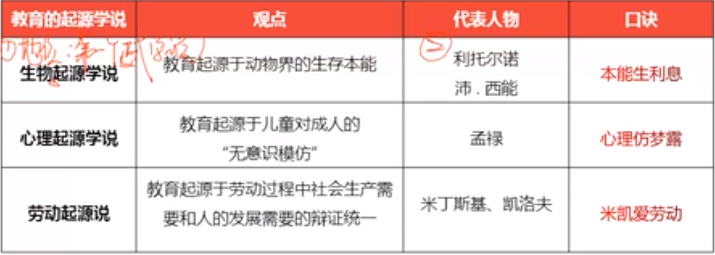 教育的起源学说 观点 代表人物 口诀
生物起源学说 教育起源于动物界的生存本能 利托尔诺
沛.西能 本能生利息
心理起源学说 教育起源于儿童对成人的
“无意识模仿” 孟禄 心理仿梦露
劳动起源说 教育起源于劳动过程中社会生产需
要和人的发展需要的辩证统一 米丁斯基、凯洛夫 米凯爱劳动